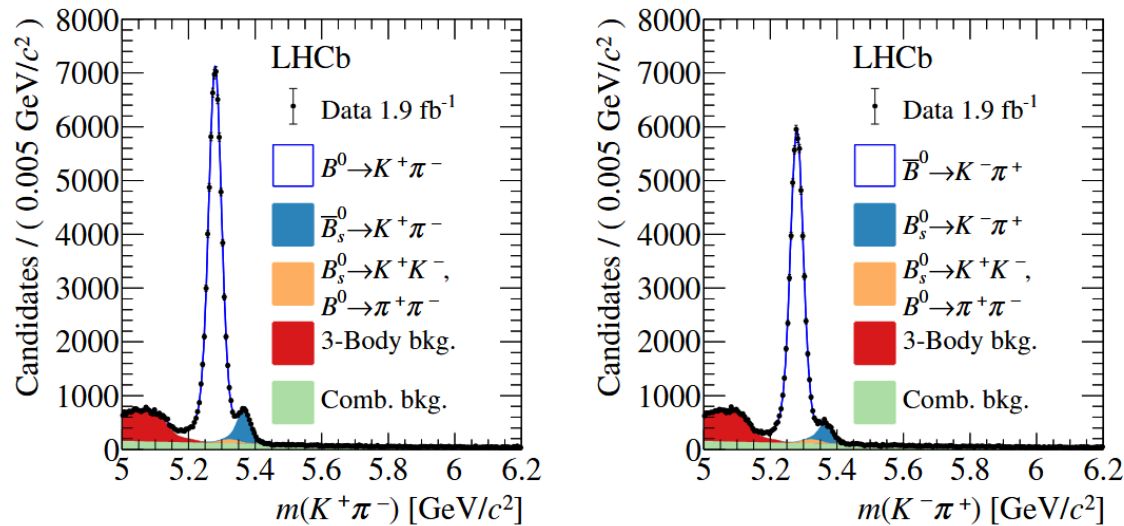 8000
7000
6000
5000
4000
3000
2000
1000
0
Candidates / ( 0.005 GeV/c²)
LHCb
Data 1.9 fb⁻¹
B⁰→K⁺π⁻
B̅⁰ₛ→K⁺π⁻
B⁰ₛ→K⁺K⁻,
B⁰→π⁺π⁻
3-Body bkg.
Comb. bkg.
5 5.2 5.4 5.6 5.8 6 6.2
m(K⁺π⁻) [GeV/c²]
8000
7000
6000
5000
4000
3000
2000
1000
0
Candidates / ( 0.005 GeV/c²)
LHCb
Data 1.9 fb⁻¹
B̅⁰→K⁻π⁺
B⁰ₛ→K⁻π⁺
B⁰ₛ→K⁺K⁻,
B⁰→π⁺π⁻
3-Body bkg.
Comb. bkg.
5 5.2 5.4 5.6 5.8 6 6.2
m(K⁻π⁺) [GeV/c²]